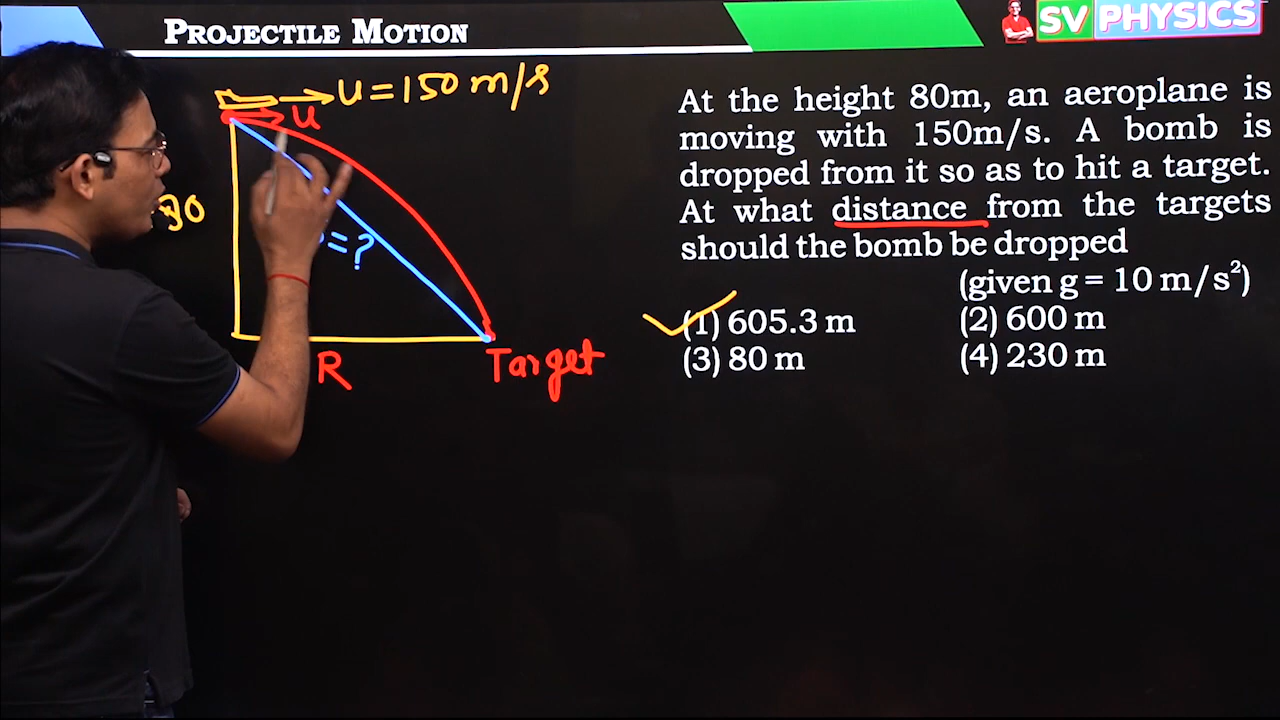 PROJECTILE MOTION
SV PHYSICS
u = 150 m/s
u
= ?
R
Target
At the height 80m, an aeroplane is
moving with 150m/s. A bomb is
dropped from it so as to hit a target.
At what distance from the targets
should the bomb be dropped
(given g = 10 m/s²)
(1) 605.3 m (2) 600 m
(3) 80 m (4) 230 m